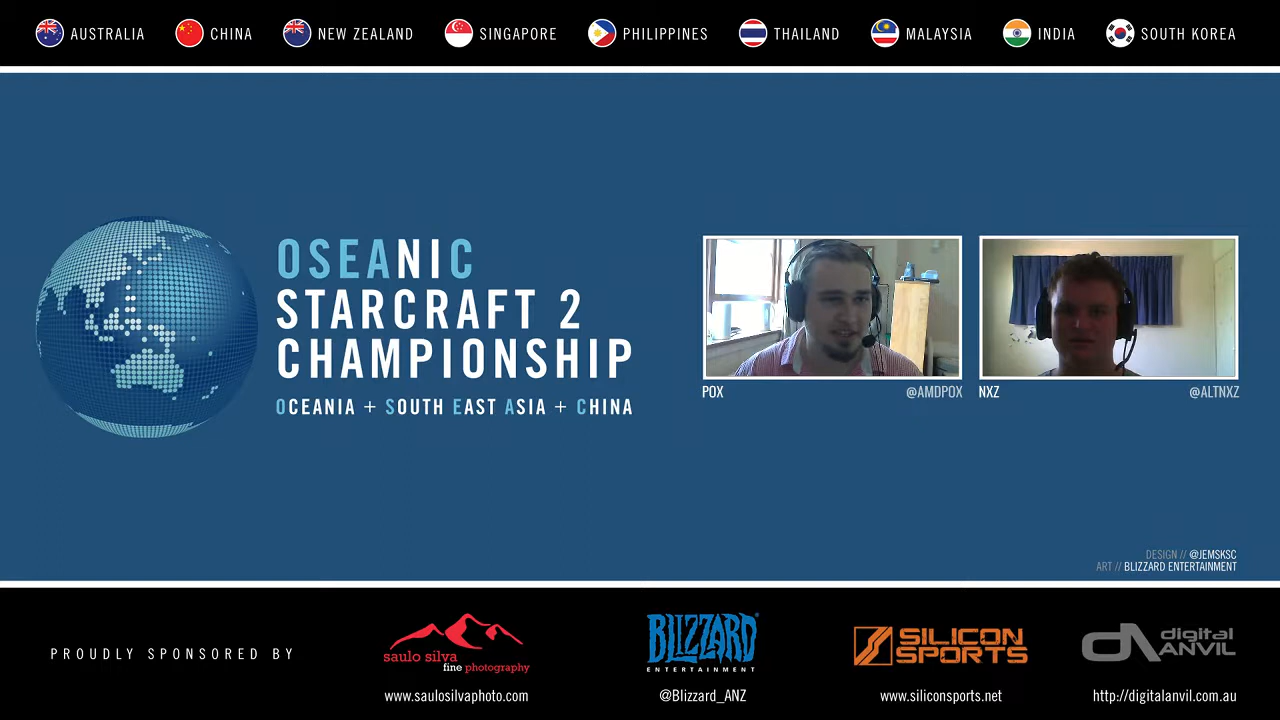 AUSTRALIA CHINA NEW ZEALAND SINGAPORE PHILIPPINES THAILAND MALAYSIA INDIA SOUTH KOREA
OSEANIC
STARCRAFT 2
CHAMPIONSHIP
OCEANIA + SOUTH EAST ASIA + CHINA
POX @AMDPOX NXZ @ALTNXZ
DESIGN // @JEMSKSC
ART // BLIZZARD ENTERTAINMENT
PROUDLY SPONSORED BY
saulo silva
fine photography
www.saulosilvaphoto.com
BLIZZARD
ENTERTAINMENT
@Blizzard_ANZ
SILICON
SPORTS
www.siliconsports.net
digital
ANVIL
http://digitalanvil.com.au